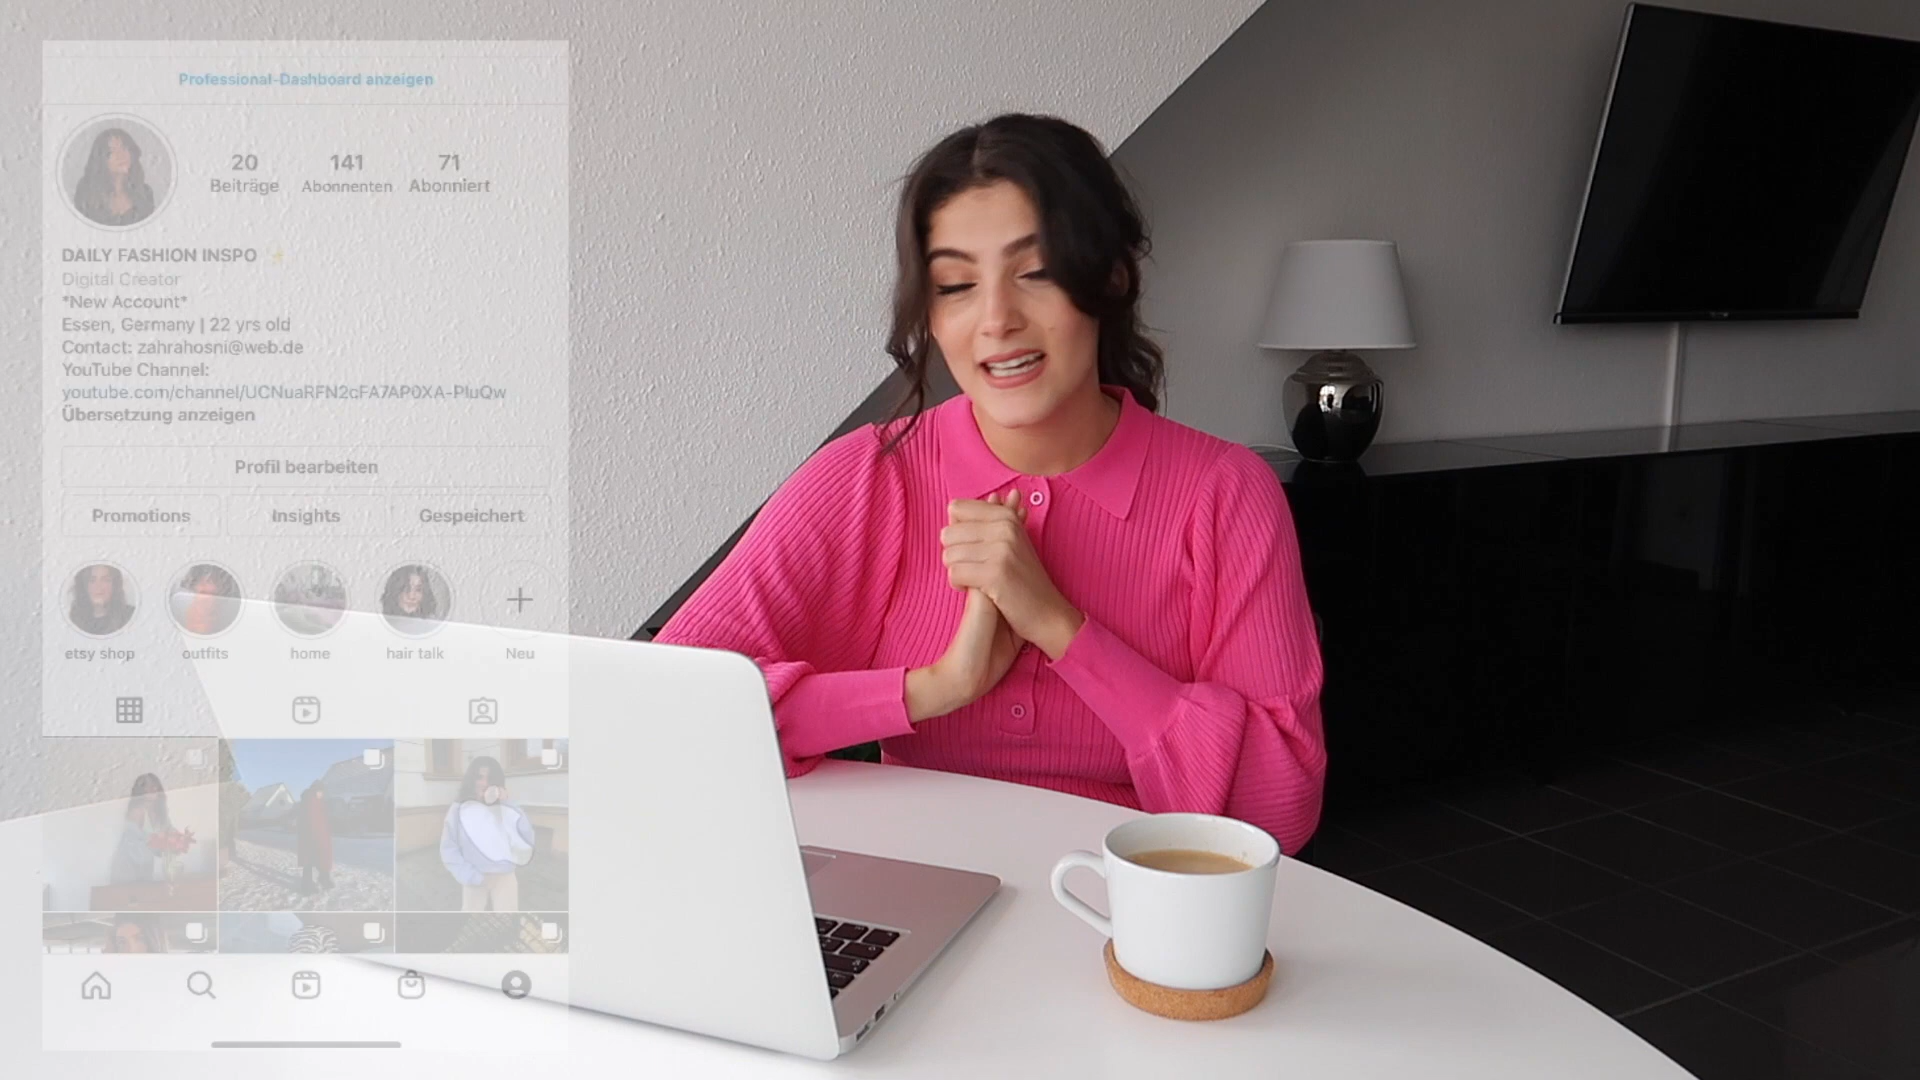 Professional-Dashboard anzeigen
20 141 71
Beiträge Abonnenten Abonniert
DAILY FASHION INSPO
Digital Creator
*New Account*
Essen, Germany | 22 yrs old
Contact: zahrahosni@web.de
YouTube Channel:
youtube.com/channel/UCNuaRFN2cFA7AP0XA-PluQw
Übersetzung anzeigen
Profil bearbeiten
Promotions Insights Gespeichert
etsy shop outfits home hair talk Neu